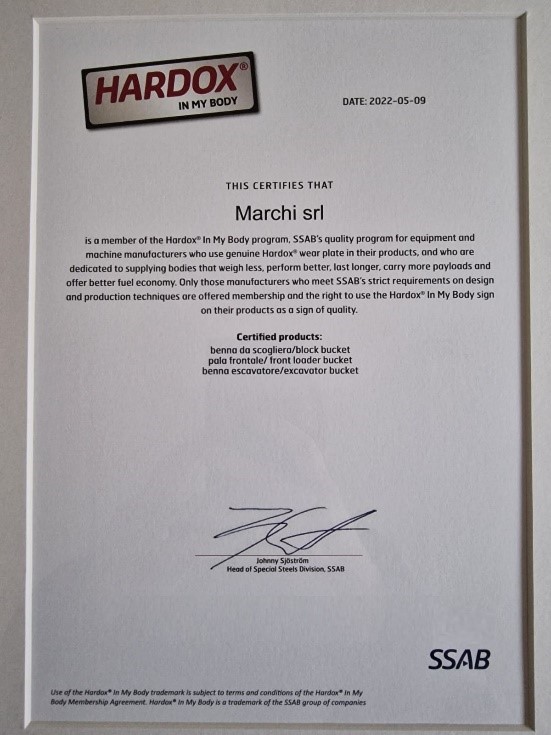 HARDOX®
IN MY BODY
DATE: 2022-05-09
THIS CERTIFIES THAT
Marchi srl
is a member of the Hardox® In My Body program, SSAB's quality program for equipment and
machine manufacturers who use genuine Hardox® wear plate in their products, and who are
dedicated to supplying bodies that weigh less, perform better, last longer, carry more payloads and
offer better fuel economy. Only those manufacturers who meet SSAB's strict requirements on design
and production techniques are offered membership and the right to use the Hardox® In My Body sign
on their products as a sign of quality.
Certified products:
benna da scogliera/block bucket
pala frontale/ front loader bucket
benna escavatore/excavator bucket
Johnny Sjöström
Head of Special Steels Division, SSAB
SSAB
Use of the Hardox® In My Body trademark is subject to terms and conditions of the Hardox® In My
Body Membership Agreement. Hardox® In My Body is a trademark of the SSAB group of companies